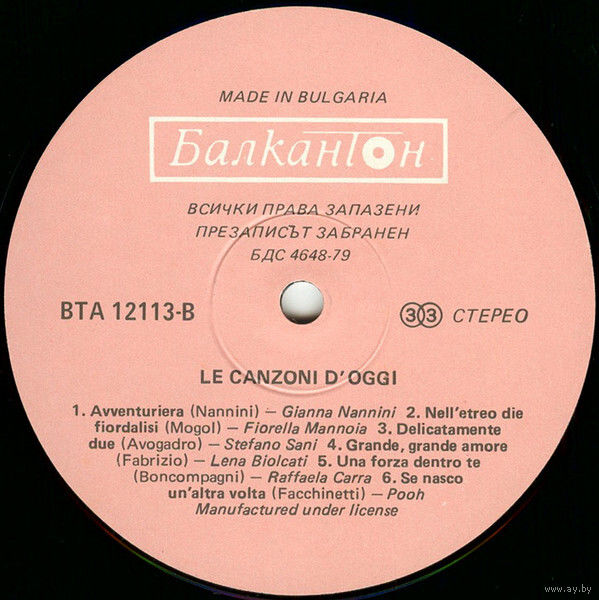 MADE IN BULGARIA
Балкантон
ВСИЧКИ ПРАВА ЗАПАЗЕНИ
ПРЕЗАПИСЪТ ЗАБРАНЕН
БДС 4648-79
ВТА 12113-В
33 СТЕРЕО
LE CANZONI D'OGGI
1. Avventuriera (Nannini) — Gianna Nannini 2. Nell'etreo die
fiordalisi (Mogol) — Fiorella Mannoia 3. Delicatamente
due (Avogadro) — Stefano Sani 4. Grande, grande amore
(Fabrizio) — Lena Biolcati 5. Una forza dentro te
(Boncompagni) — Raffaela Carra 6. Se nasco
un'altra volta (Facchinetti) — Pooh
Manufactured under license
www.ay.by